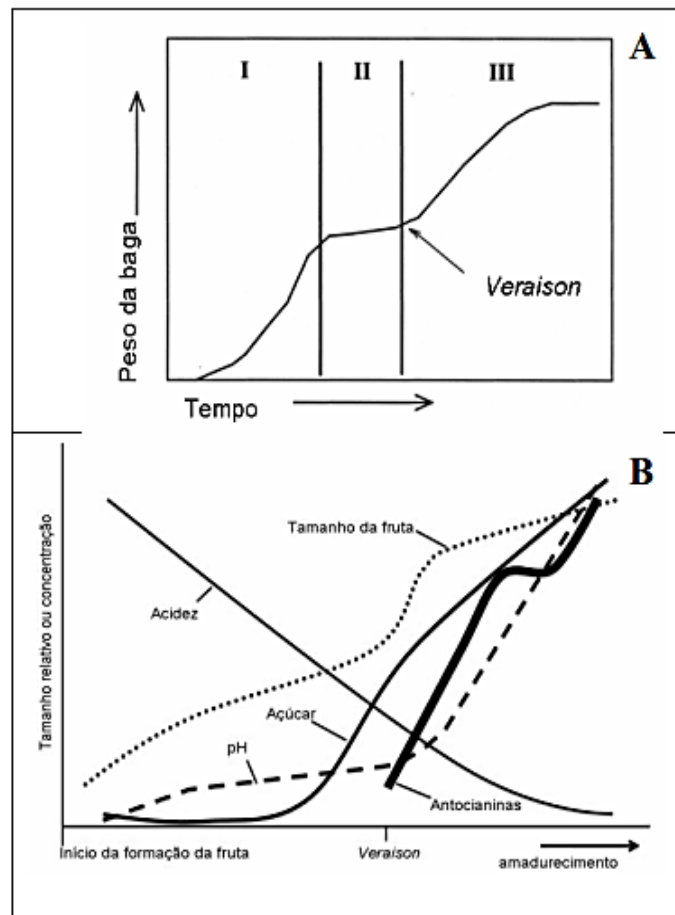 A
I II III
Peso da baga
Veraison
Tempo
B
Tamanho relativo ou concentração
Tamanho da fruta
Acidez
Açúcar
pH
Antocianinas
Início da formação da fruta
Veraison
amadurecimento